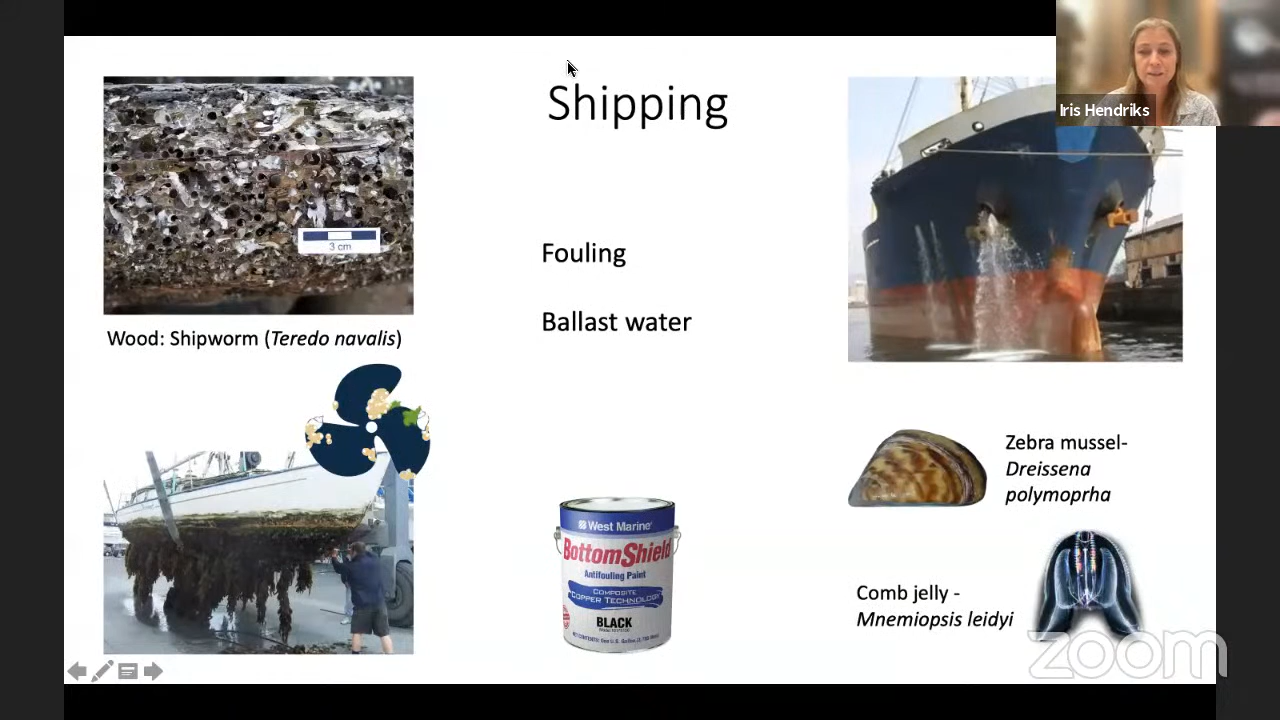 Shipping
Iris Hendriks
Fouling
Ballast water
3 cm
Wood: Shipworm (Teredo navalis)
Zebra mussel-
Dreissena
polymoprha
West Marine
BottomShield
Antifouling Paint
COMPOSITE
COPPER TECHNOLOGY
BLACK
Comb jelly -
Mnemiopsis leidyi
zoom